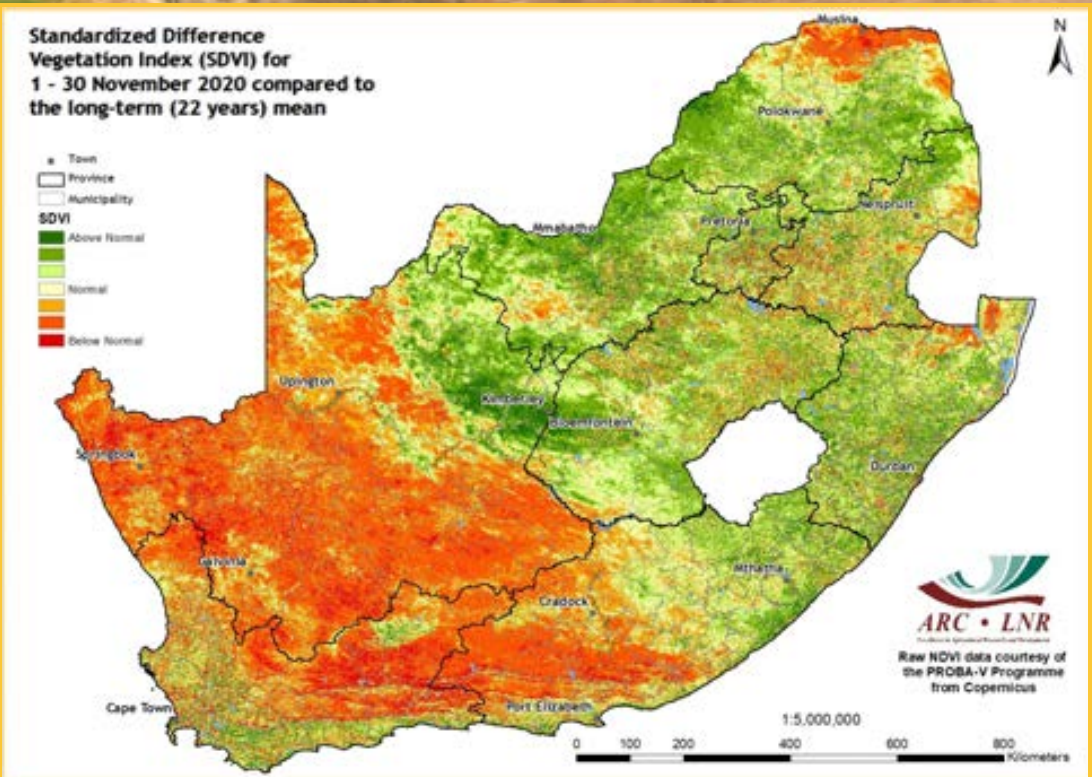 Standardized Difference
Vegetation Index (SDVI) for
1 - 30 November 2020 compared to
the long-term (22 years) mean
N
Town
Province
Municipality
SDVI
Above Normal
Normal
Below Normal
Musina
Polokwane
Nelspruit
Pretoria
Mmabatho
Upington
Kimberley
Bloemfontein
Springbok
Durban
Calvinia
Mthatha
Cradock
Cape Town
Port Elizabeth
ARC • LNR
Raw NDVI data courtesy of
the PROBA-V Programme
from Copernicus
1:5,000,000
0 100 200 400 600 800
Kilometers